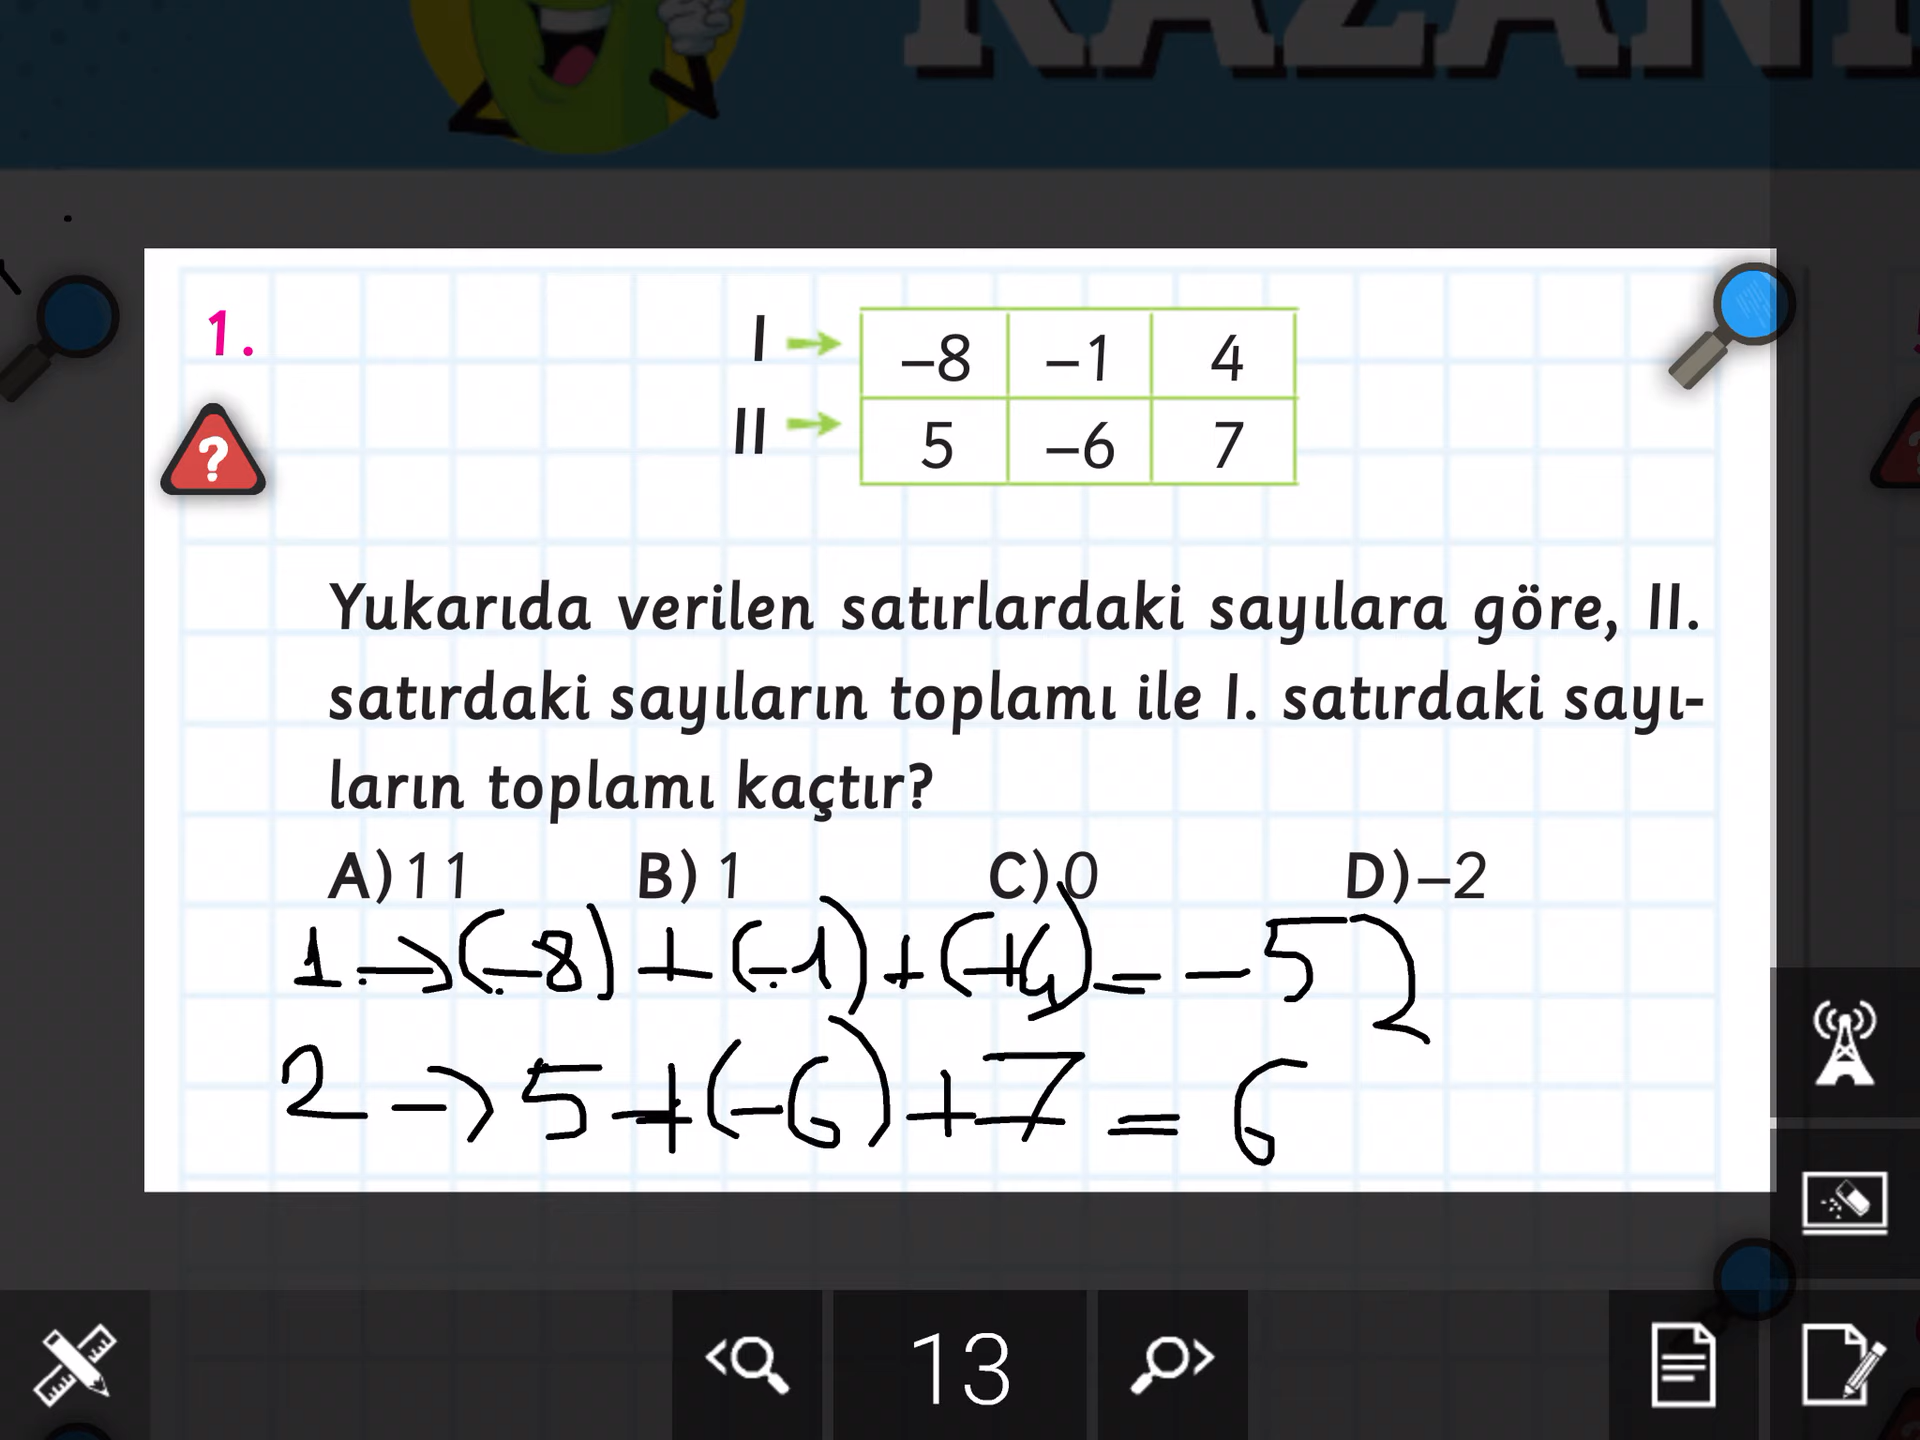 KAZANI
1.
I → –8 –1 4
II → 5 –6 7
?
Yukarıda verilen satırlardaki sayılara göre, II.
satırdaki sayıların toplamı ile I. satırdaki sayı-
ların toplamı kaçtır?
A) 11 B) 1 C) 0 D) –2
1 → (-8) + (-1) + (+4) = -5
2 → 5 + (-6) + 7 = 6
13